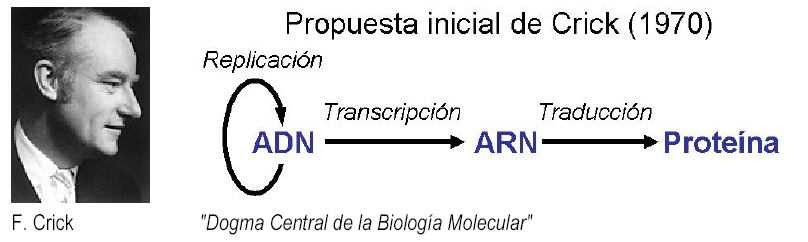 Propuesta inicial de Crick (1970)
Replicación
Transcripción
Traducción
ADN
ARN
Proteína
F. Crick
"Dogma Central de la Biología Molecular"